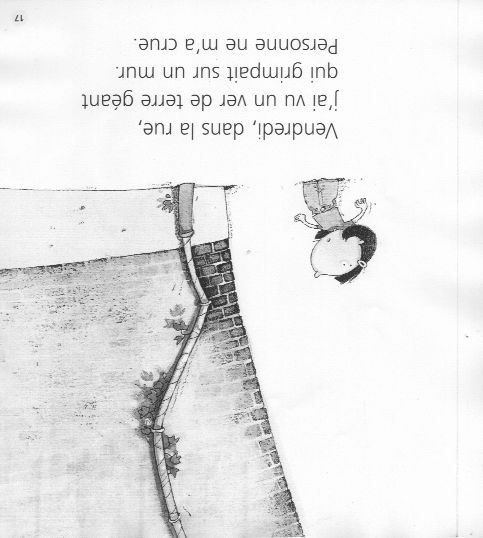 Vendredi, dans la rue,
j'ai vu un ver de terre géant
qui grimpait sur un mur.
Personne ne m'a crue.
17